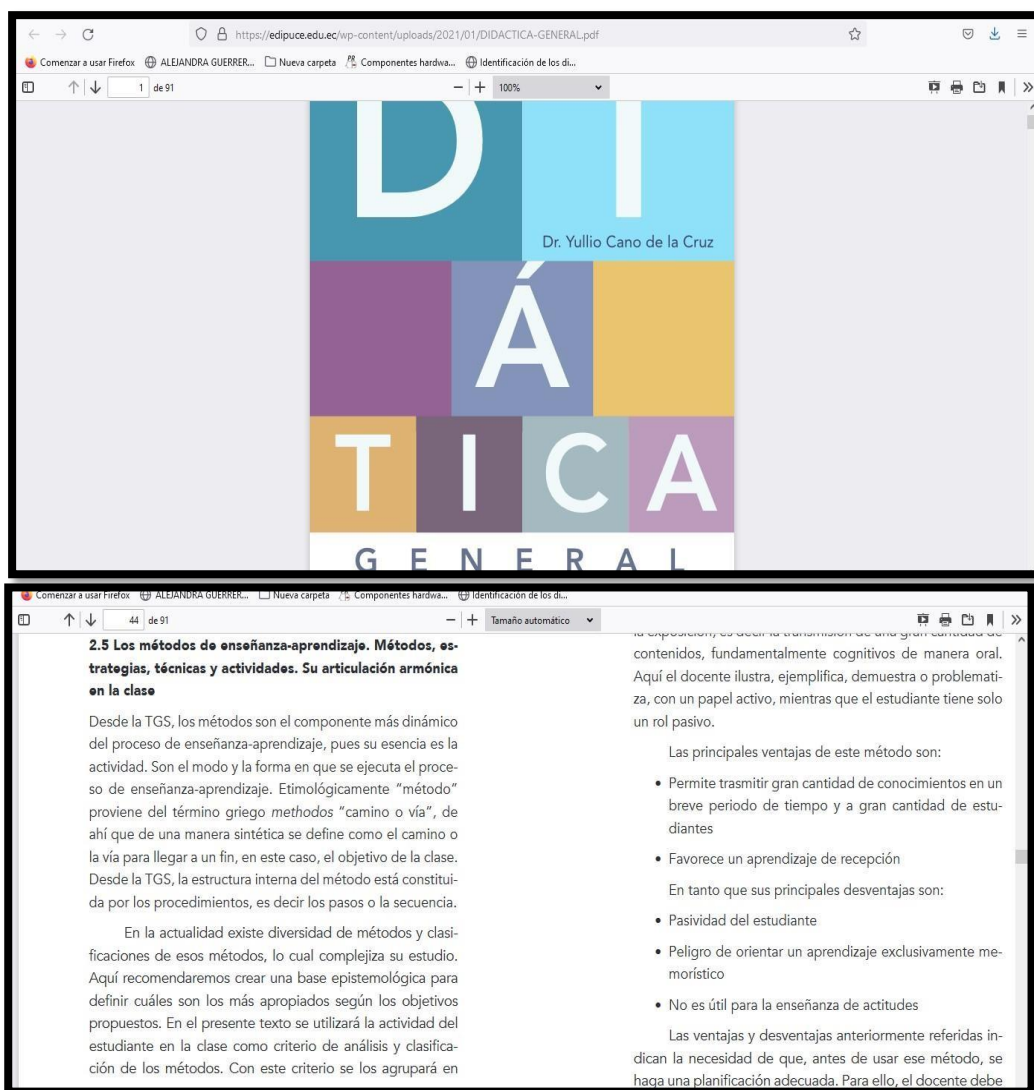 https://edipuce.edu.ec/wp-content/uploads/2021/01/DIDACTICA-GENERAL.pdf
Comenzar a usar Firefox ALEJANDRA GUERRER... Nueva carpeta Componentes hardwa... Identificación de los di...
1 de 91 100%
DI
Dr. Yullio Cano de la Cruz
Á
TICA
GENERAL
Comenzar a usar Firefox ALEJANDRA GUERRER... Nueva carpeta Componentes hardwa... Identificación de los di...
44 de 91 Tamaño automático
2.5 Los métodos de enseñanza-aprendizaje. Métodos, es-
trategias, técnicas y actividades. Su articulación armónica
en la clase
Desde la TGS, los métodos son el componente más dinámico
del proceso de enseñanza-aprendizaje, pues su esencia es la
actividad. Son el modo y la forma en que se ejecuta el proce-
so de enseñanza-aprendizaje. Etimológicamente “método”
proviene del término griego methodos “camino o vía”, de
ahí que de una manera sintética se define como el camino o
la vía para llegar a un fin, en este caso, el objetivo de la clase.
Desde la TGS, la estructura interna del método está constitui-
da por los procedimientos, es decir los pasos o la secuencia.
En la actualidad existe diversidad de métodos y clasi-
ficaciones de esos métodos, lo cual complejiza su estudio.
Aquí recomendaremos crear una base epistemológica para
definir cuáles son los más apropiados según los objetivos
propuestos. En el presente texto se utilizará la actividad del
estudiante en la clase como criterio de análisis y clasifica-
ción de los métodos. Con este criterio se los agrupará en
la exposición, es decir la transmisión de una gran cantidad de
contenidos, fundamentalmente cognitivos de manera oral.
Aquí el docente ilustra, ejemplifica, demuestra o problemati-
za, con un papel activo, mientras que el estudiante tiene solo
un rol pasivo.
Las principales ventajas de este método son:
• Permite trasmitir gran cantidad de conocimientos en un
breve periodo de tiempo y a gran cantidad de estu-
diantes
• Favorece un aprendizaje de recepción
En tanto que sus principales desventajas son:
• Pasividad del estudiante
• Peligro de orientar un aprendizaje exclusivamente me-
morístico
• No es útil para la enseñanza de actitudes
Las ventajas y desventajas anteriormente referidas in-
dican la necesidad de que, antes de usar ese método, se
haga una planificación adecuada. Para ello, el docente debe